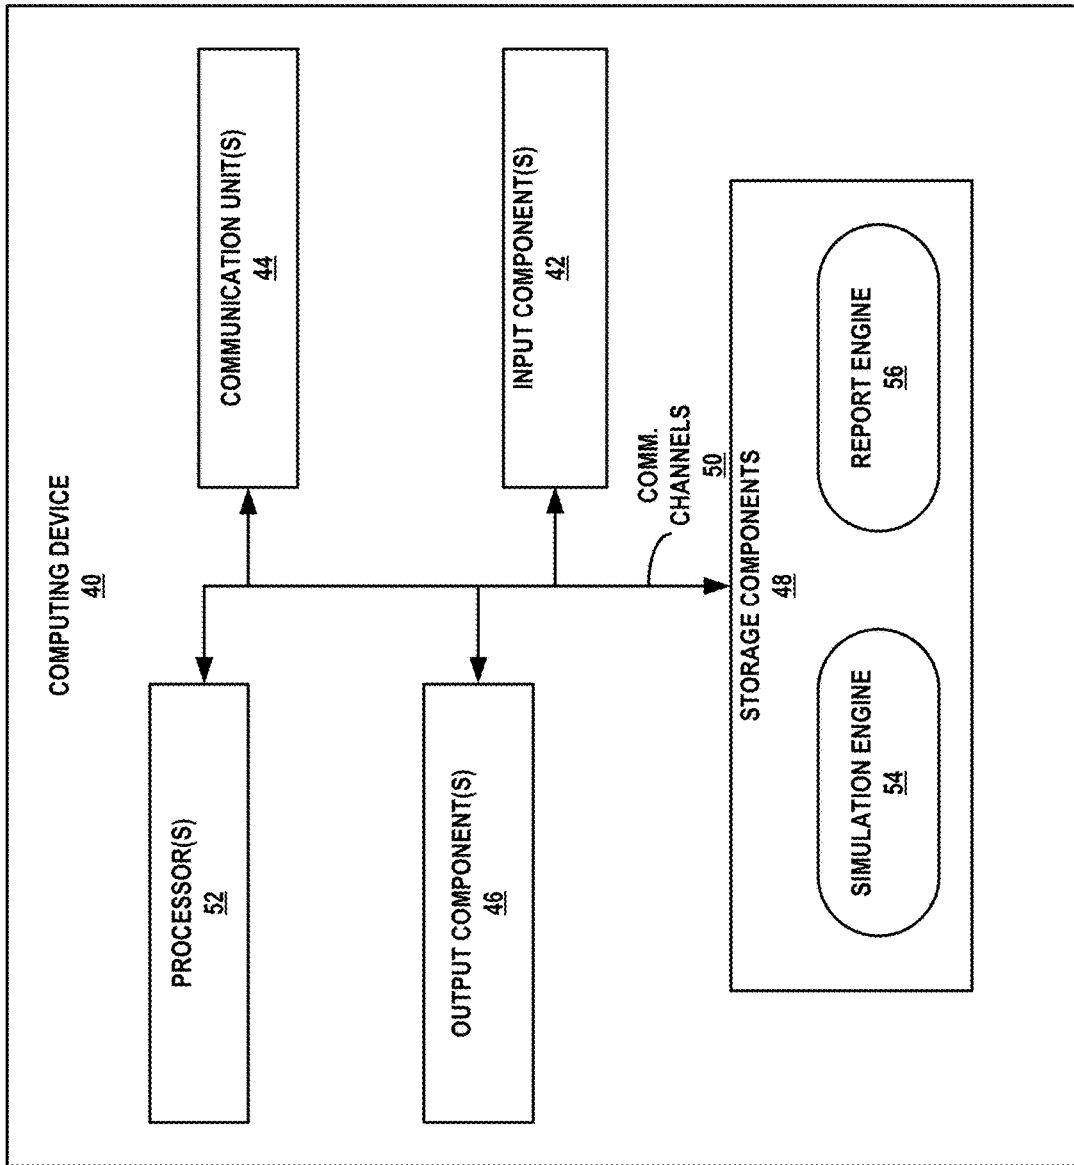 COMPUTING DEVICE
40
PROCESSOR(S)
52
COMMUNICATION UNIT(S)
44
OUTPUT COMPONENT(S)
46
INPUT COMPONENT(S)
42
COMM.
CHANNELS
50
STORAGE COMPONENTS
48
SIMULATION ENGINE
54
REPORT ENGINE
56